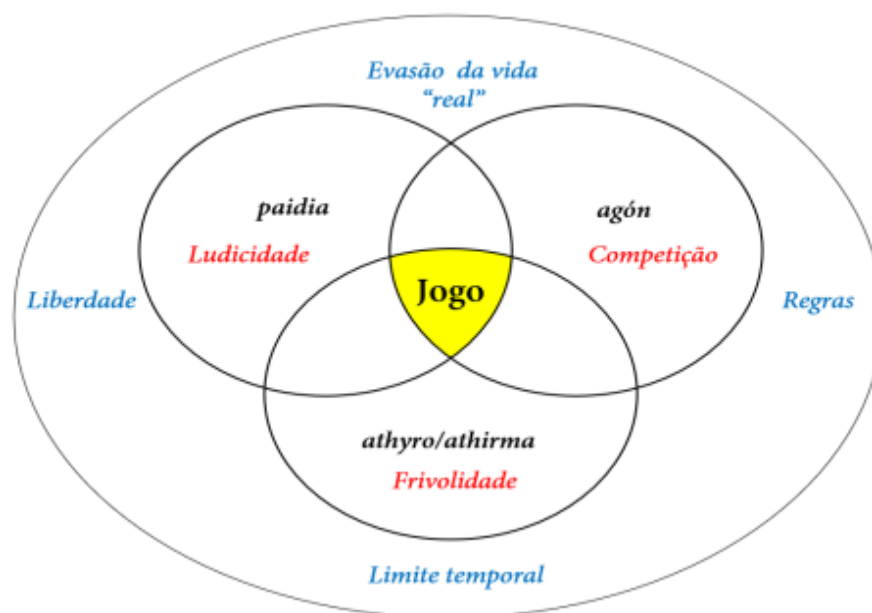 Evasão da vida
“real”
paidia
agón
Ludicidade
Competição
Liberdade
Jogo
Regras
athyro/athirma
Frivolidade
Limite temporal